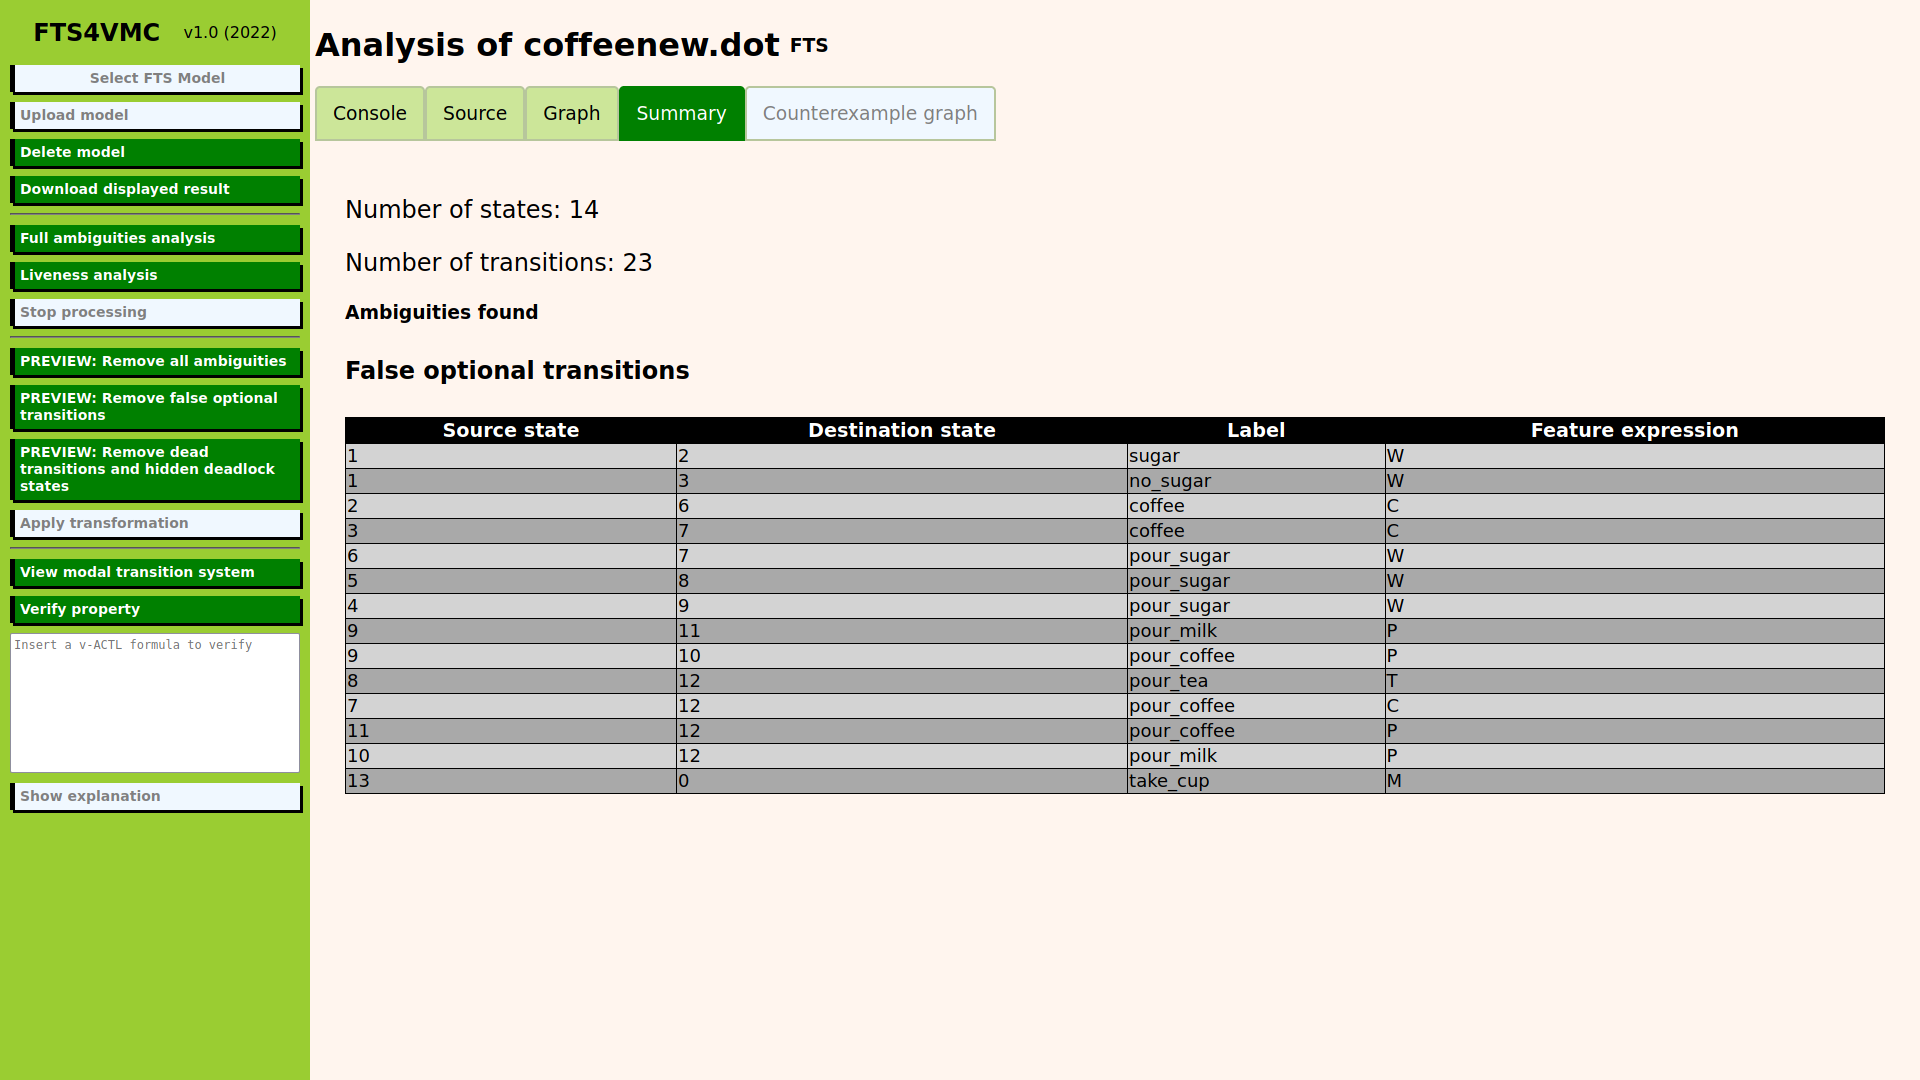 FTS4VMC v1.0 (2022)
Select FTS Model
Upload model
Delete model
Download displayed result
Full ambiguities analysis
Liveness analysis
Stop processing
PREVIEW: Remove all ambiguities
PREVIEW: Remove false optional
transitions
PREVIEW: Remove dead
transitions and hidden deadlock
states
Apply transformation
View modal transition system
Verify property
Insert a v-ACTL formula to verify
Show explanation
Analysis of coffeenew.dot FTS
Console Source Graph Summary Counterexample graph
Number of states: 14
Number of transitions: 23
Ambiguities found
False optional transitions
Source state Destination state Label Feature expression
1 2 sugar W
1 3 no_sugar W
2 6 coffee C
3 7 coffee C
6 7 pour_sugar W
5 8 pour_sugar W
4 9 pour_sugar W
9 11 pour_milk P
9 10 pour_coffee P
8 12 pour_tea T
7 12 pour_coffee C
11 12 pour_coffee P
10 12 pour_milk P
13 0 take_cup M